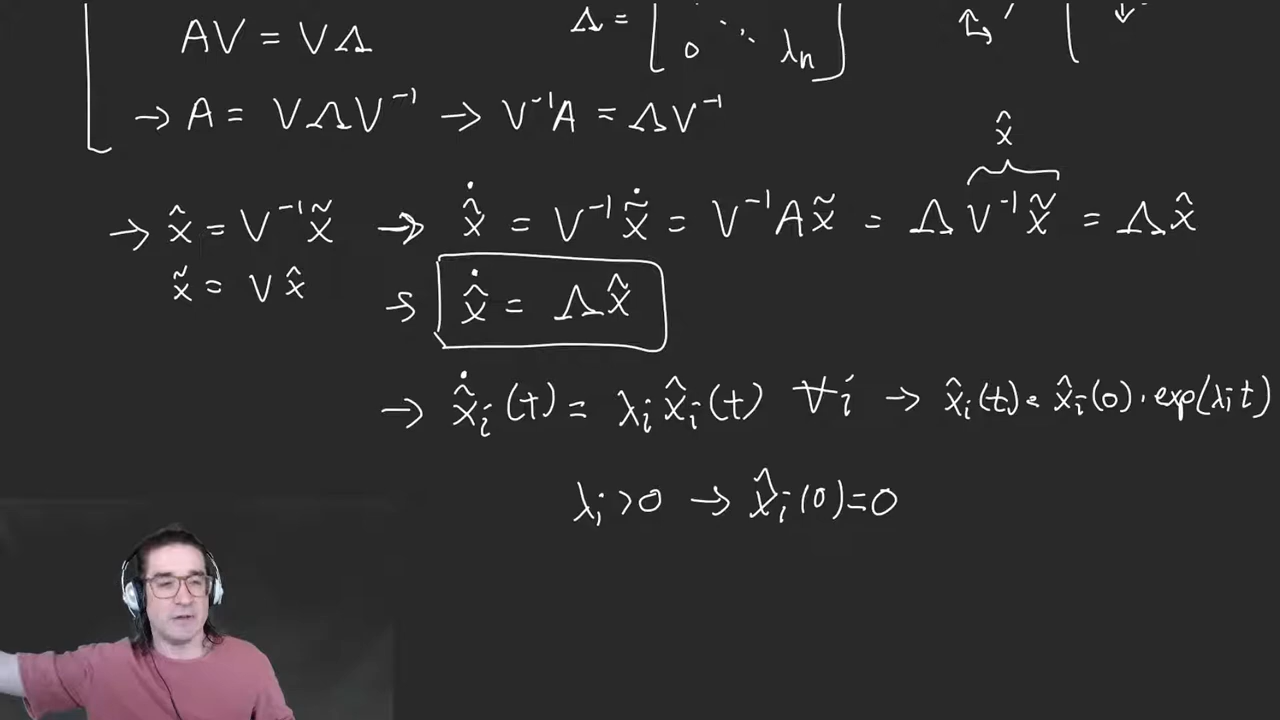 AV = VΛ
Λ = [ ⋱ 0 λn ]
→ A = VΛV⁻¹ → V⁻¹A = ΛV⁻¹
x̂
→ x̂ = V⁻¹x̃ → x̂̇ = V⁻¹x̃̇ = V⁻¹Ax̃ = ΛV⁻¹x̃ = Λx̂
x̃ = Vx̂
→ x̂̇ = Λx̂
→ x̂̇ᵢ(t) = λᵢx̂ᵢ(t) ∀i → x̂ᵢ(t) = x̂ᵢ(0) · exp(λᵢt)
λᵢ > 0 → x̂ᵢ(0) = 0